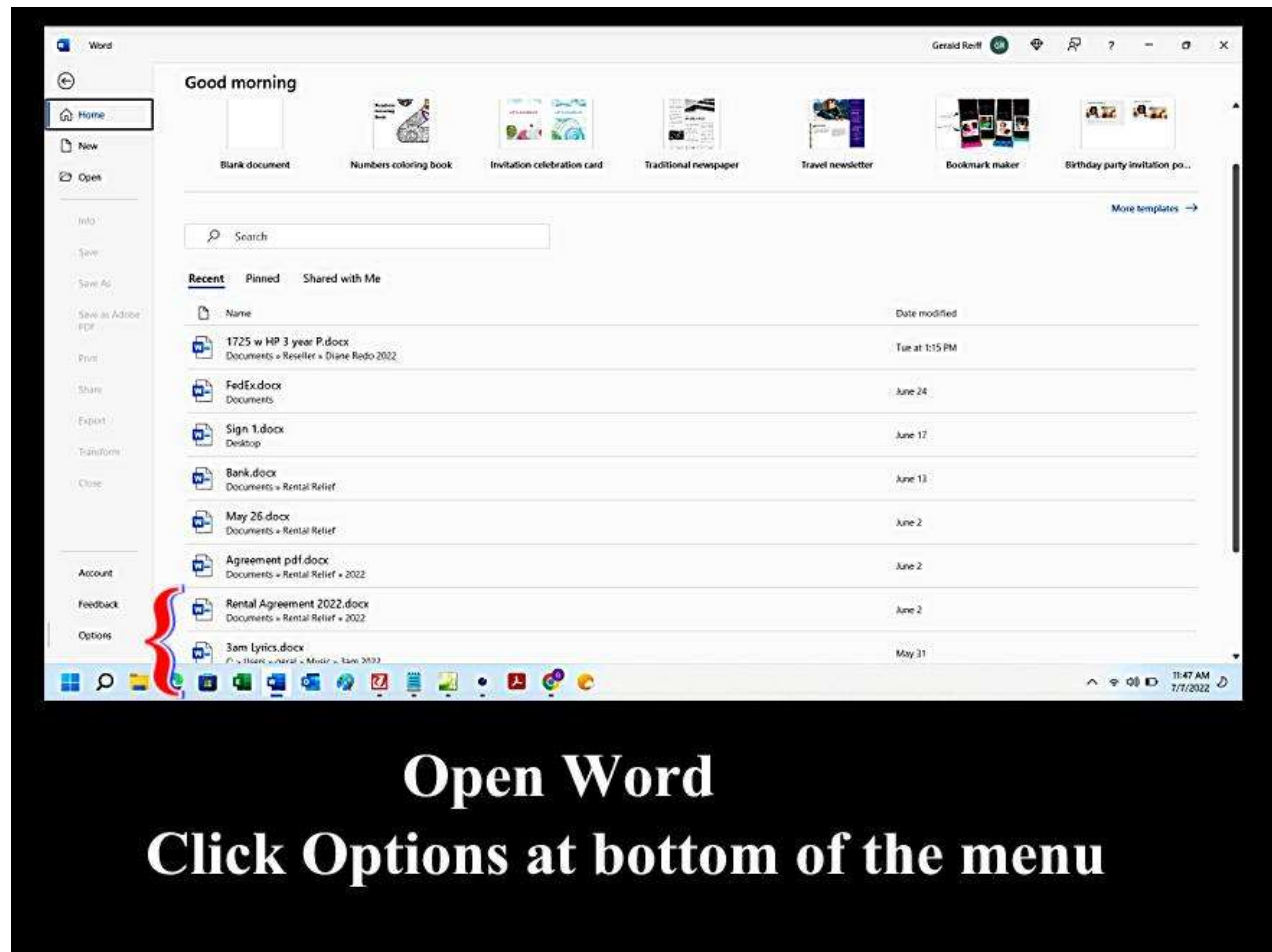 Word
Gerald Reiff GR ?
Good morning
Home
New
Open
Info
Save
Save As
Save as Adobe
PDF
Print
Share
Export
Transform
Close
Account
Feedback
Options
Blank document
Numbers coloring book
Invitation celebration card
Traditional newspaper
Travel newsletter
Bookmark maker
Birthday party invitation po...
More templates →
Search
Recent Pinned Shared with Me
Name Date modified
1725 w HP 3 year P.docx
Documents » Reseller » Diane Redo 2022
Tue at 1:15 PM
FedEx.docx
Documents
June 24
Sign 1.docx
Desktop
June 17
Bank.docx
Documents » Rental Relief
June 13
May 26.docx
Documents » Rental Relief
June 2
Agreement pdf.docx
Documents » Rental Relief » 2022
June 2
Rental Agreement 2022.docx
Documents » Rental Relief » 2022
June 2
3am Lyrics.docx
C: » Users » geral » Music » 3am 2022
May 31
11:47 AM
7/7/2022
Open Word
Click Options at bottom of the menu